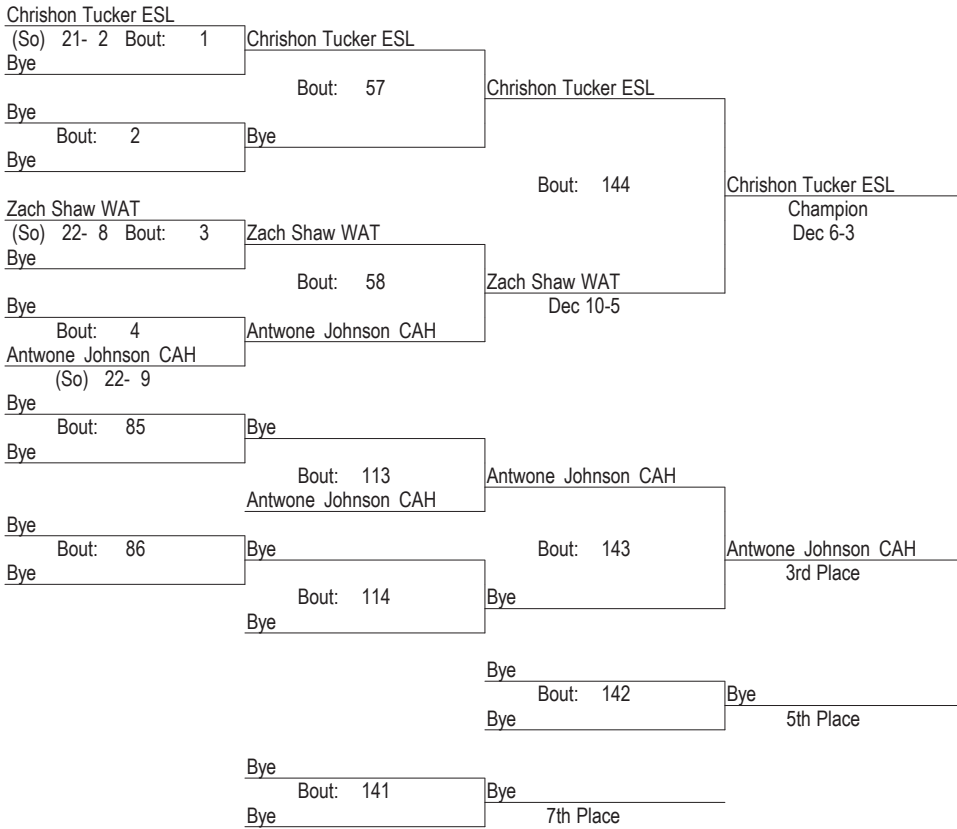 Chrishon Tucker ESL
(So) 21- 2 Bout: 1 Chrishon Tucker ESL
Bye
Bout: 57 Chrishon Tucker ESL
Bye
Bout: 2 Bye
Bye
Bout: 144 Chrishon Tucker ESL
Zach Shaw WAT Champion
(So) 22- 8 Bout: 3 Zach Shaw WAT Dec 6-3
Bye
Bout: 58 Zach Shaw WAT
Bye Dec 10-5
Bout: 4 Antwone Johnson CAH
Antwone Johnson CAH
(So) 22- 9
Bye
Bout: 85 Bye
Bye
Bout: 113 Antwone Johnson CAH
Antwone Johnson CAH
Bye
Bout: 86 Bye Bout: 143 Antwone Johnson CAH
Bye 3rd Place
Bout: 114 Bye
Bye
Bye
Bout: 142 Bye
Bye 5th Place
Bye
Bout: 141 Bye
Bye 7th Place